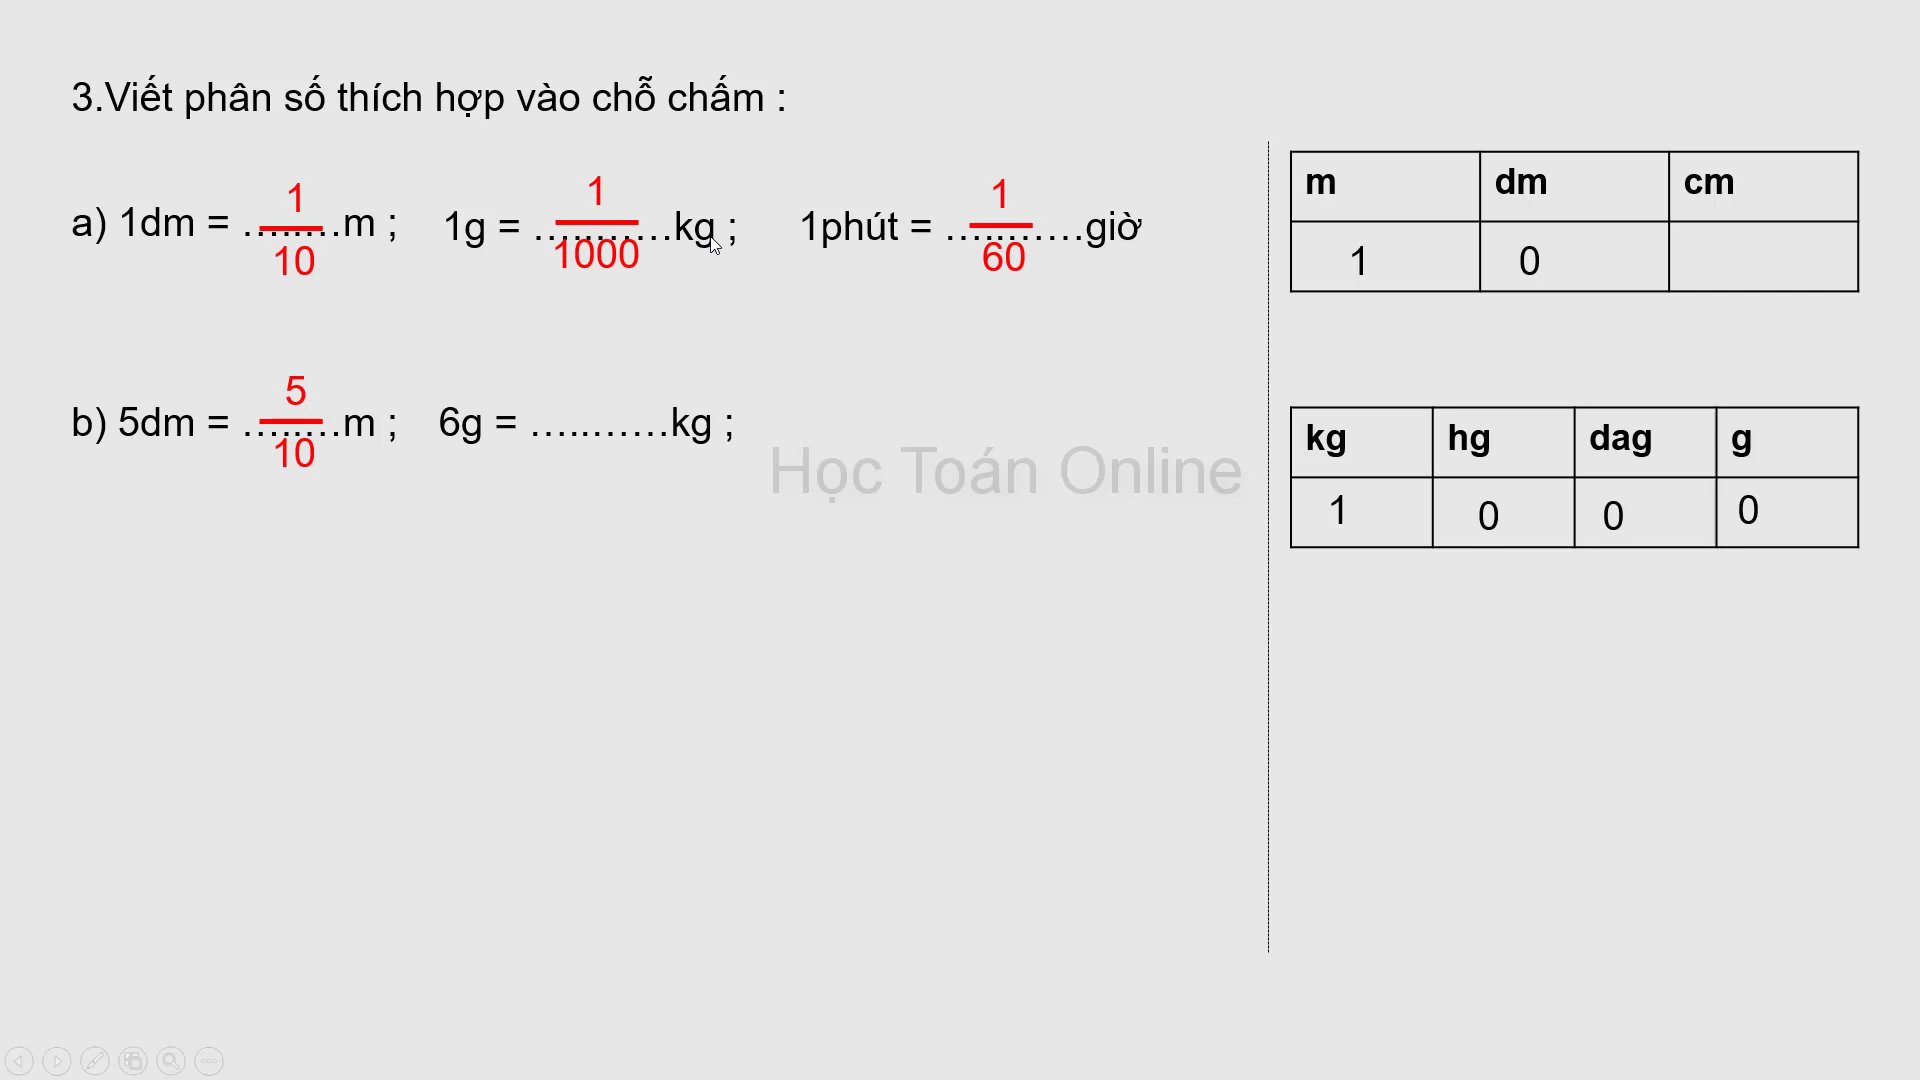 3.Viết phân số thích hợp vào chỗ chấm :
a) 1dm = ..1/10..m ; 1g = ..1/1000..kg ; 1phút = ..1/60..giờ
b) 5dm = ..5/10..m ; 6g = ...........kg ;
Học Toán Online
m dm cm
1 0
kg hg dag g
1 0 0 0